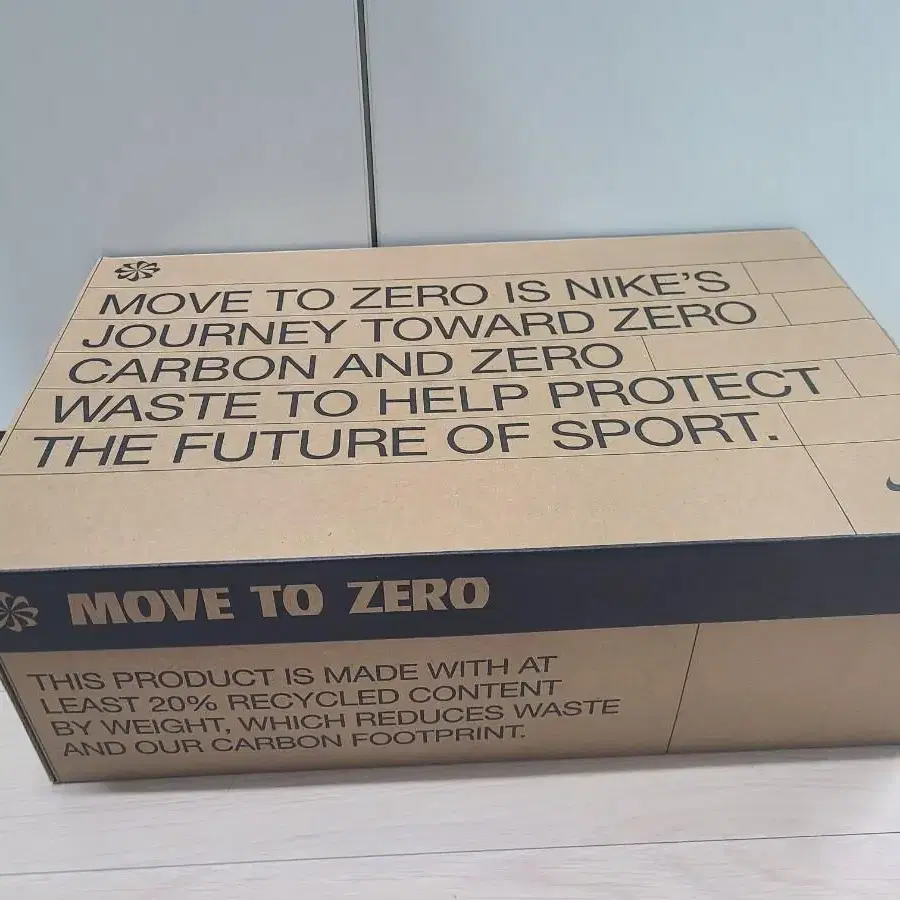 MOVE TO ZERO IS NIKE'S
JOURNEY TOWARD ZERO
CARBON AND ZERO
WASTE TO HELP PROTECT
THE FUTURE OF SPORT.
MOVE TO ZERO
THIS PRODUCT IS MADE WITH AT
LEAST 20% RECYCLED CONTENT
BY WEIGHT, WHICH REDUCES WASTE
AND OUR CARBON FOOTPRINT.